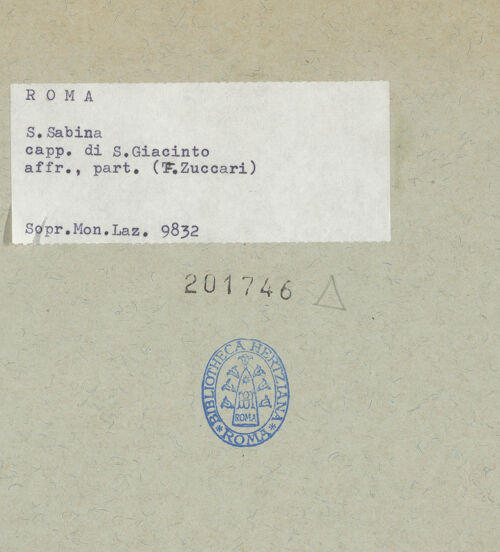 R O M A
S.Sabina
capp. di S.Giacinto
affr., part. (F.Zuccari)
Sopr.Mon.Laz. 9832
201746
BIBLIOTHECA HERTZIANA
ROMA
* ROMA *